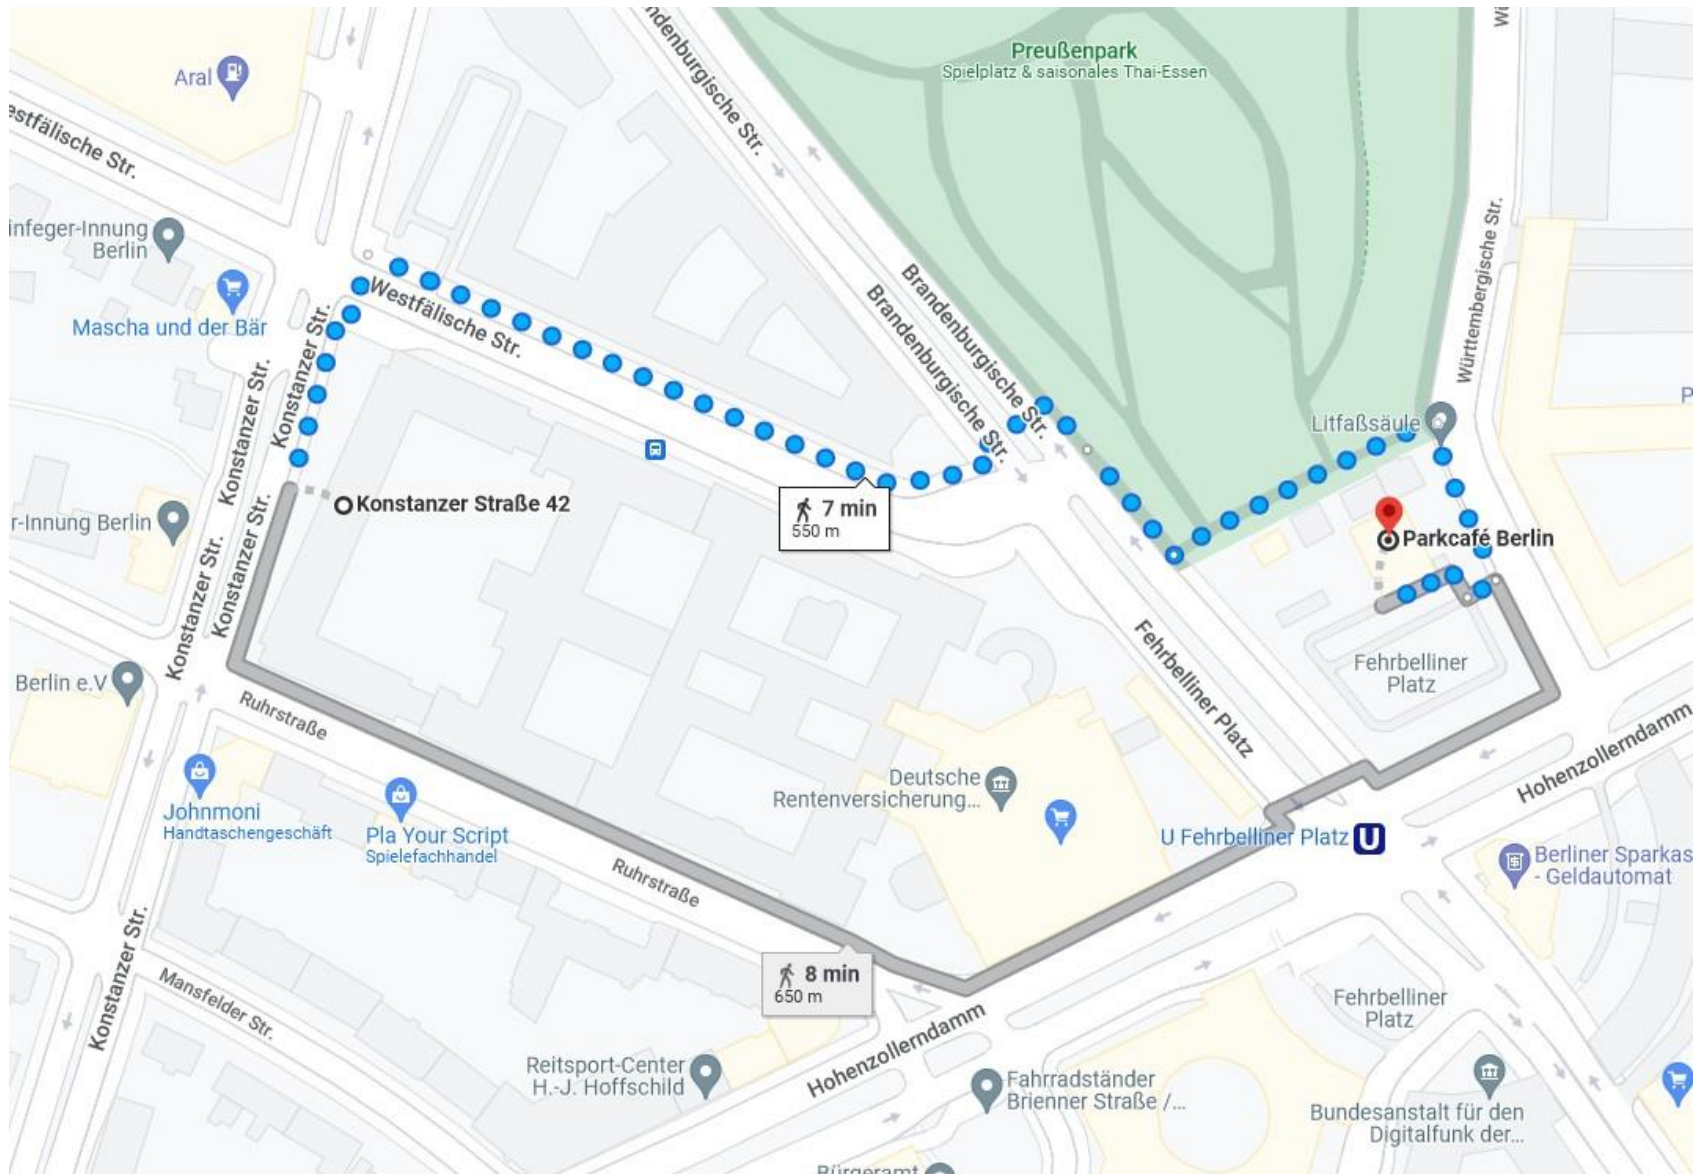 Aral
estfälische Str.
infeger-Innung
Berlin
Mascha und der Bär
Konstanzer Str.
Konstanzer Str.
Westfälische Str.
ndenburgische Str.
Preußenpark
Spielplatz & saisonales Thai-Essen
Wi
Brandenburgische Str.
Brandenburgische Str.
Württembergische Str.
Litfaßsäule
P
r-Innung Berlin
Konstanzer Str.
Konstanzer Str.
Konstanzer Straße 42
7 min
550 m
Parkcafé Berlin
Fehrbelliner
Platz
Fehrbelliner Platz
Berlin e.V
Konstanzer Str.
Ruhrstraße
Johnmoni
Handtaschengeschäft
Pla Your Script
Spielefachhandel
Deutsche
Rentenversicherung...
U Fehrbelliner Platz
U
Hohenzollerndamm
Berliner Sparkas
- Geldautomat
Ruhrstraße
8 min
650 m
Konstanzer Str.
Mansfelder Str.
Hohenzollerndamm
Fehrbelliner
Platz
Reitsport-Center
H.-J. Hoffschild
Fahrradständer
Brienner Straße /...
Bundesanstalt für den
Digitalfunk der...
Bürgeramt